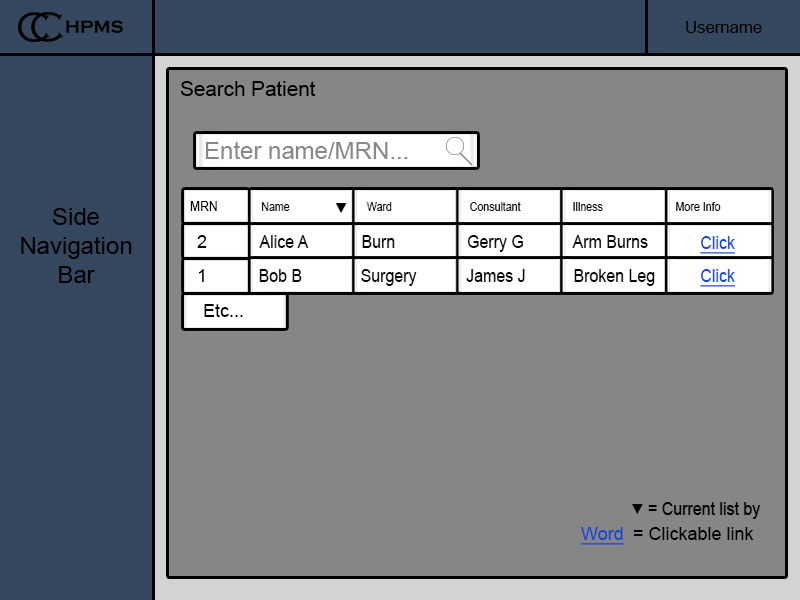 CCC HPMS
Username
Side
Navigation
Bar
Search Patient
Enter name/MRN...
MRN Name ▼ Ward Consultant Illness More Info
2 Alice A Burn Gerry G Arm Burns Click
1 Bob B Surgery James J Broken Leg Click
Etc...
▼ = Current list by
Word = Clickable link